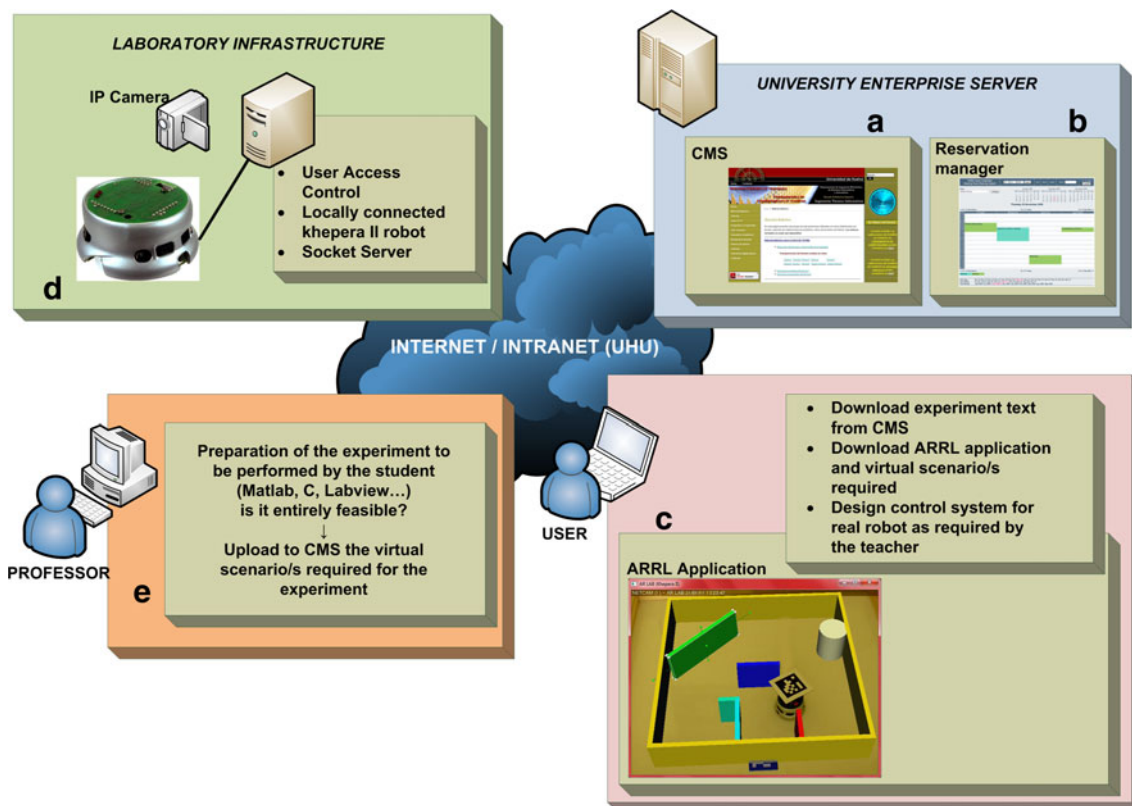 LABORATORY INFRASTRUCTURE
IP Camera
• User Access
Control
• Locally connected
khepera II robot
• Socket Server
d
UNIVERSITY ENTERPRISE SERVER
a
CMS
b
Reservation
manager
INTERNET / INTRANET (UHU)
Preparation of the experiment to
be performed by the student
(Matlab, C, Labview…)
is it entirely feasible?
↓
Upload to CMS the virtual
scenario/s required for the
experiment
PROFESSOR
e
USER
c
• Download experiment text
from CMS
• Download ARRL application
and virtual scenario/s
required
• Design control system for
real robot as required by
the teacher
ARRL Application